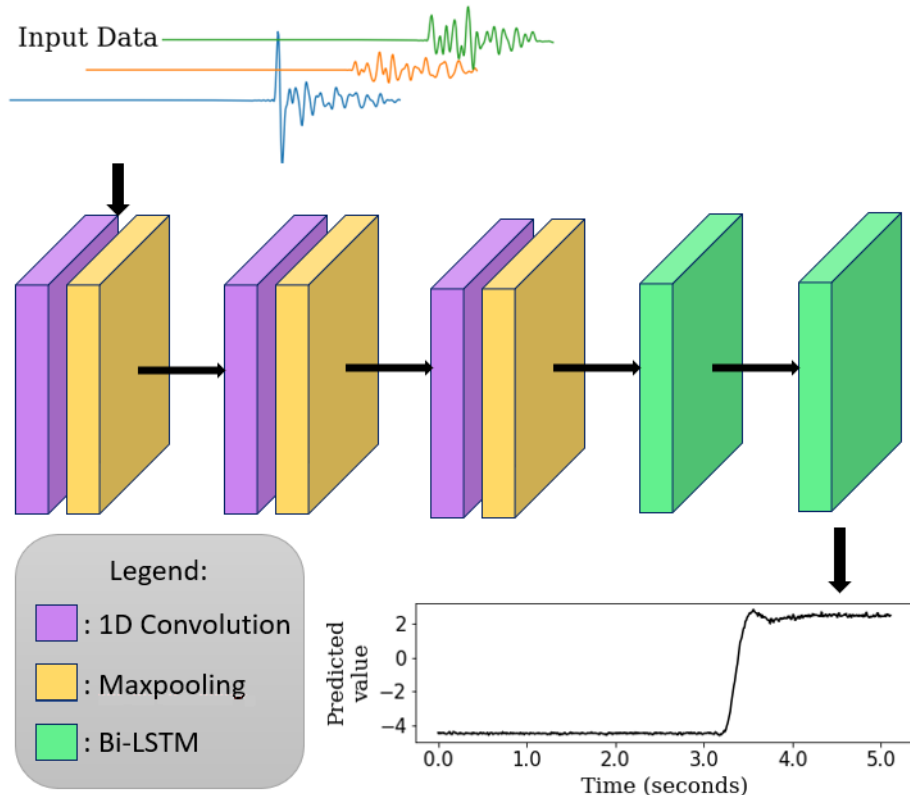 Input Data
Legend:
: 1D Convolution
: Maxpooling
: Bi-LSTM
Predicted
value
2
0
−2
−4
0.0 1.0 2.0 3.0 4.0 5.0
Time (seconds)